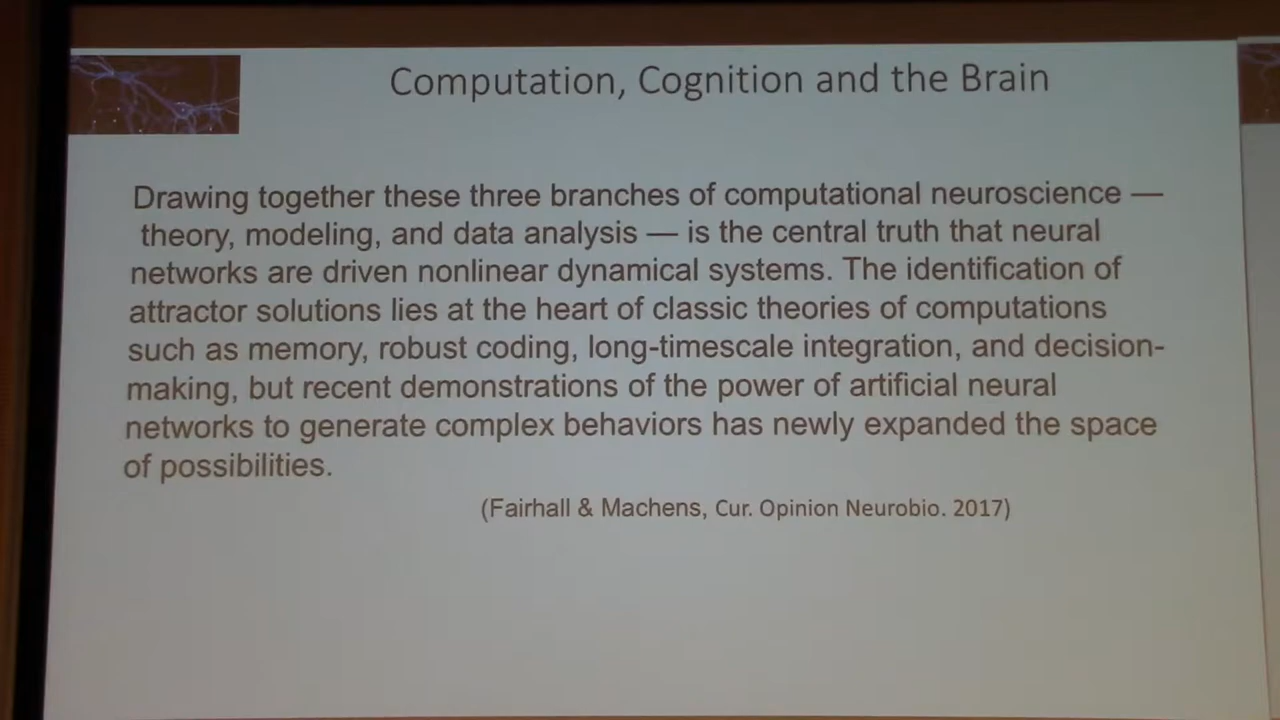 Computation, Cognition and the Brain
Drawing together these three branches of computational neuroscience —
theory, modeling, and data analysis — is the central truth that neural
networks are driven nonlinear dynamical systems. The identification of
attractor solutions lies at the heart of classic theories of computations
such as memory, robust coding, long-timescale integration, and decision-
making, but recent demonstrations of the power of artificial neural
networks to generate complex behaviors has newly expanded the space
of possibilities.
(Fairhall & Machens, Cur. Opinion Neurobio. 2017)